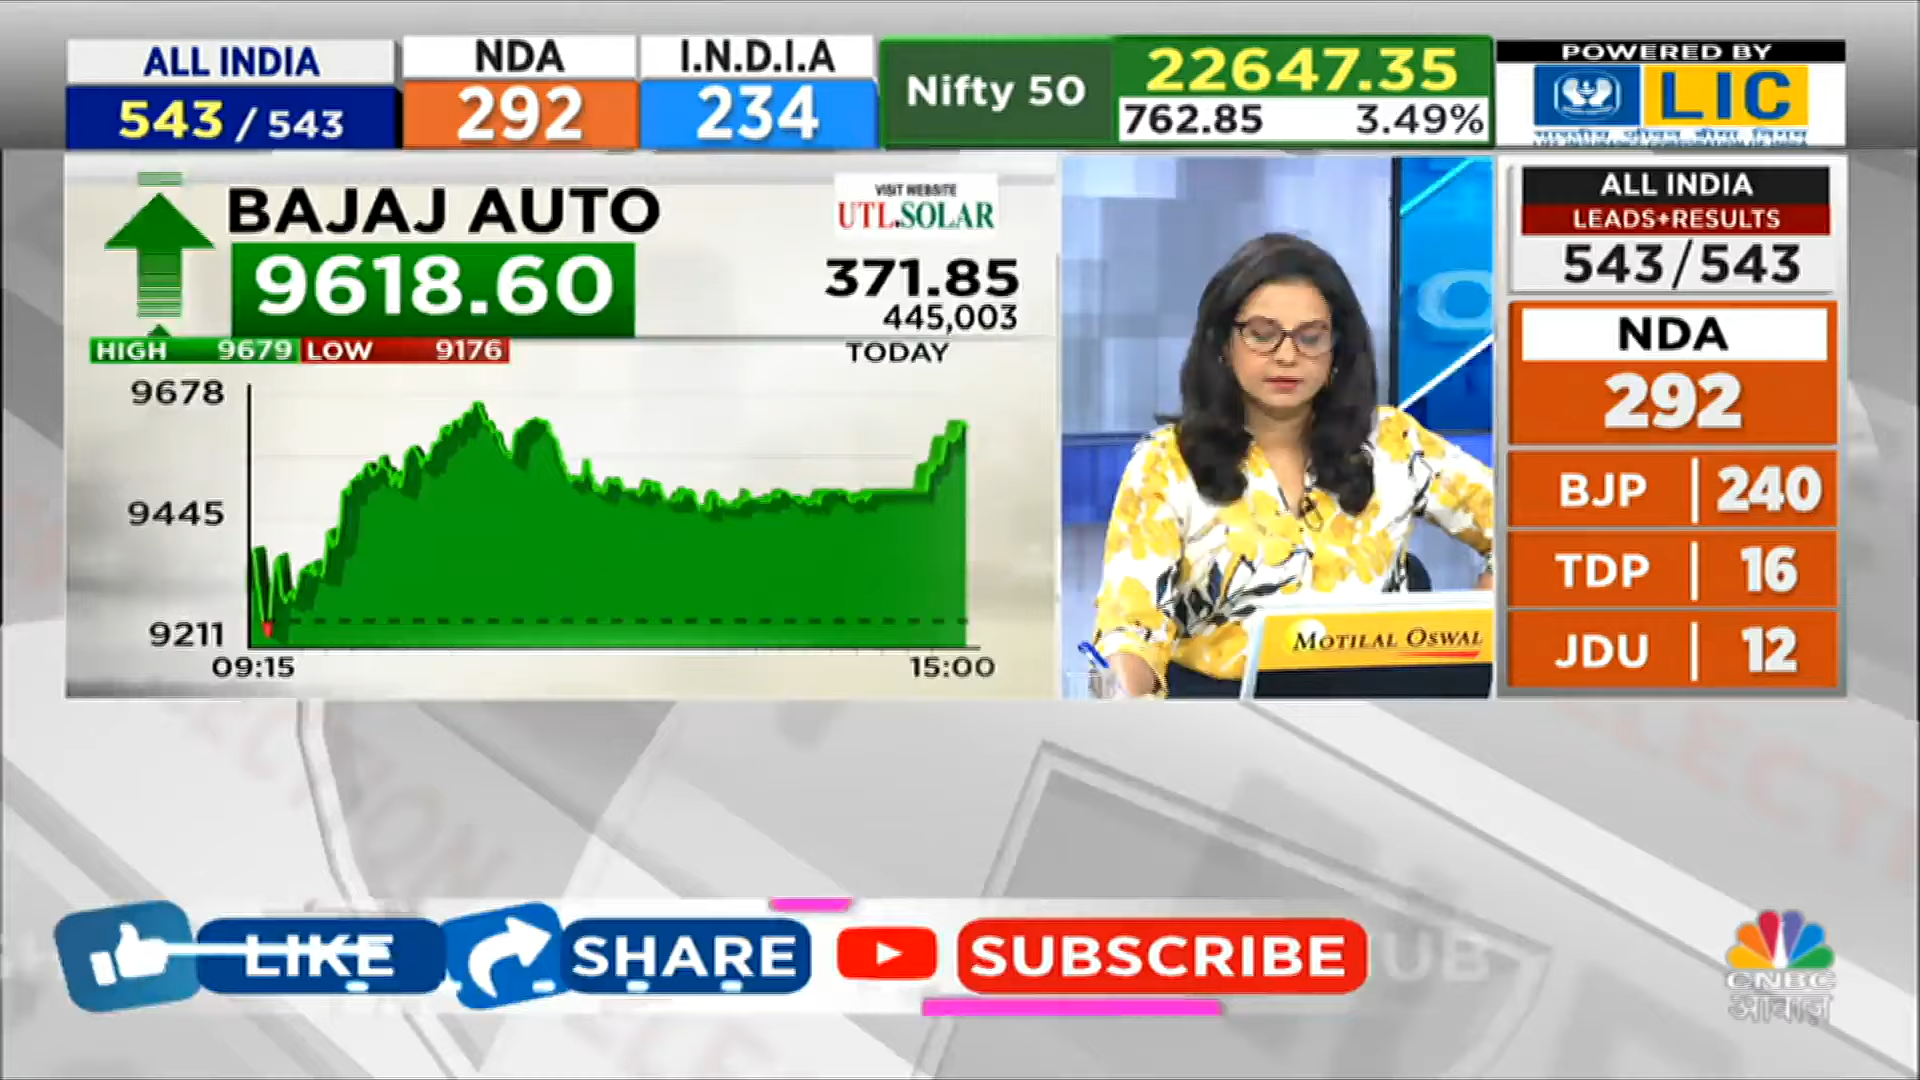 ALL INDIA
543 / 543
NDA
292
I.N.D.I.A
234
Nifty 50
22647.35
762.85 3.49%
POWERED BY
LIC
BAJAJ AUTO
9618.60
VISIT WEBSITE
UTL.SOLAR
371.85
445,003
HIGH 9679 LOW 9176
TODAY
9678
9445
9211
09:15 15:00
MOTILAL OSWAL
ALL INDIA
LEADS+RESULTS
543/543
NDA
292
BJP 240
TDP 16
JDU 12
LIKE SHARE SUBSCRIBE
CNBC
आवाज़